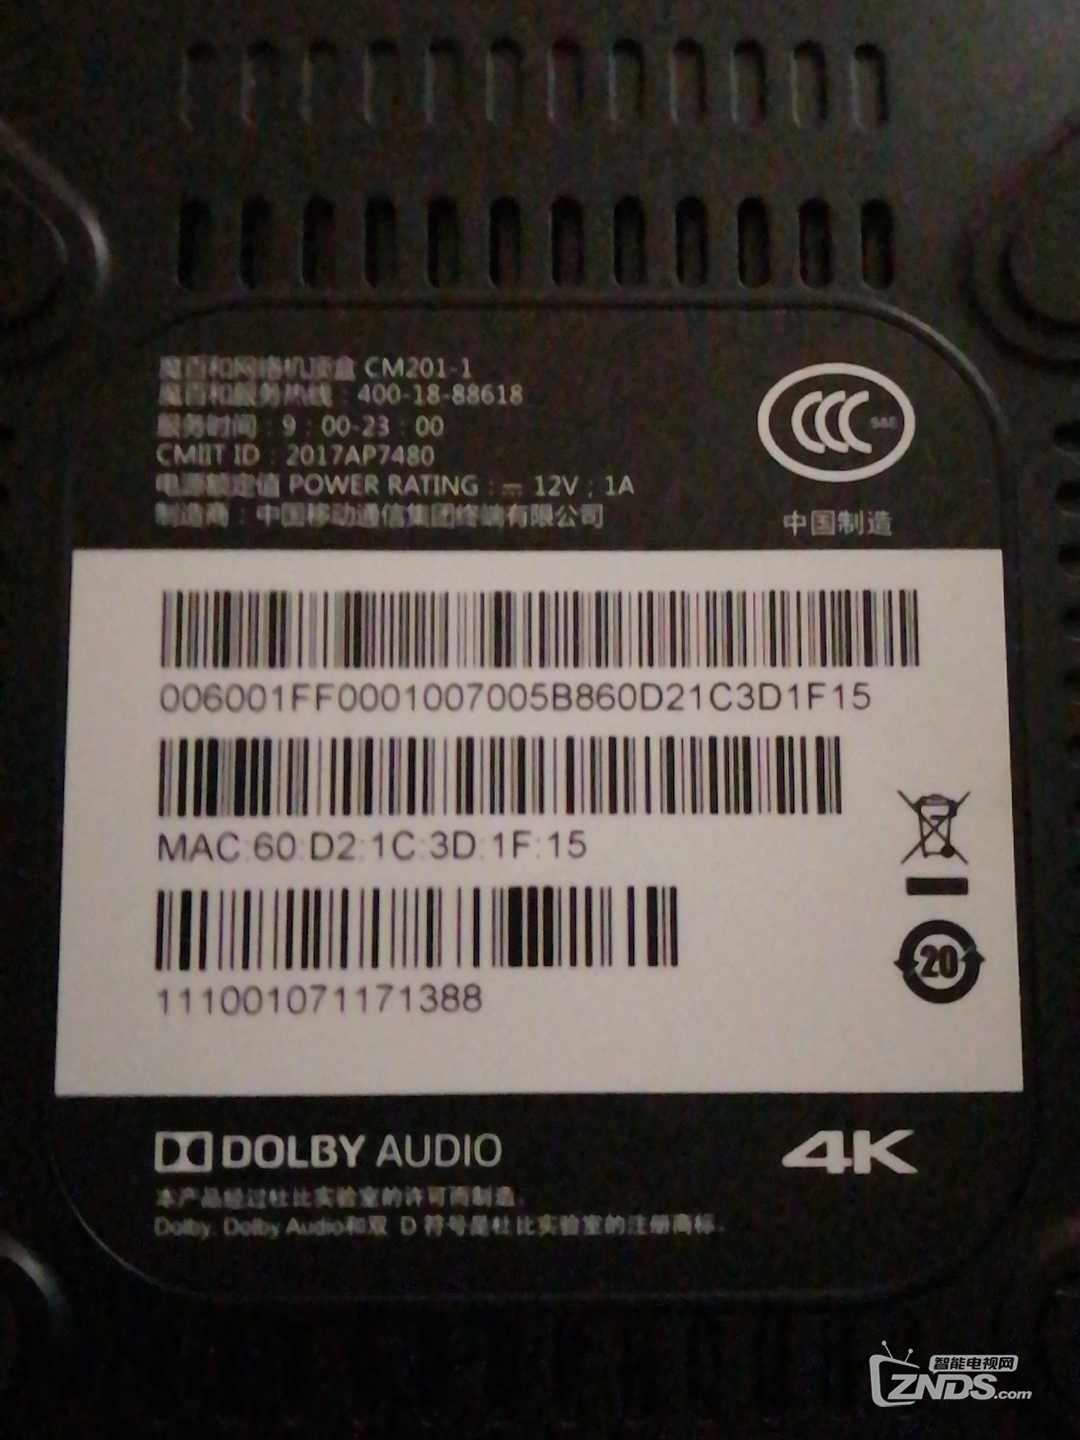 魔百和网络机顶盒 CM201-1
魔百和服务热线：400-18-88618
服务时间：9：00-23：00
CMIIT ID：2017AP7480
电源额定值 POWER RATING：⎓ 12V；1A
制造商：中国移动通信集团终端有限公司
CCC S&E
中国制造
006001FF0001007005B860D21C3D1F15
MAC:60:D2:1C:3D:1F:15
20
111001071171388
DOLBY AUDIO
4K
本产品经过杜比实验室的许可而制造。
Dolby, Dolby Audio和双 D 符号是杜比实验室的注册商标。
智能电视网
ZNDS.com